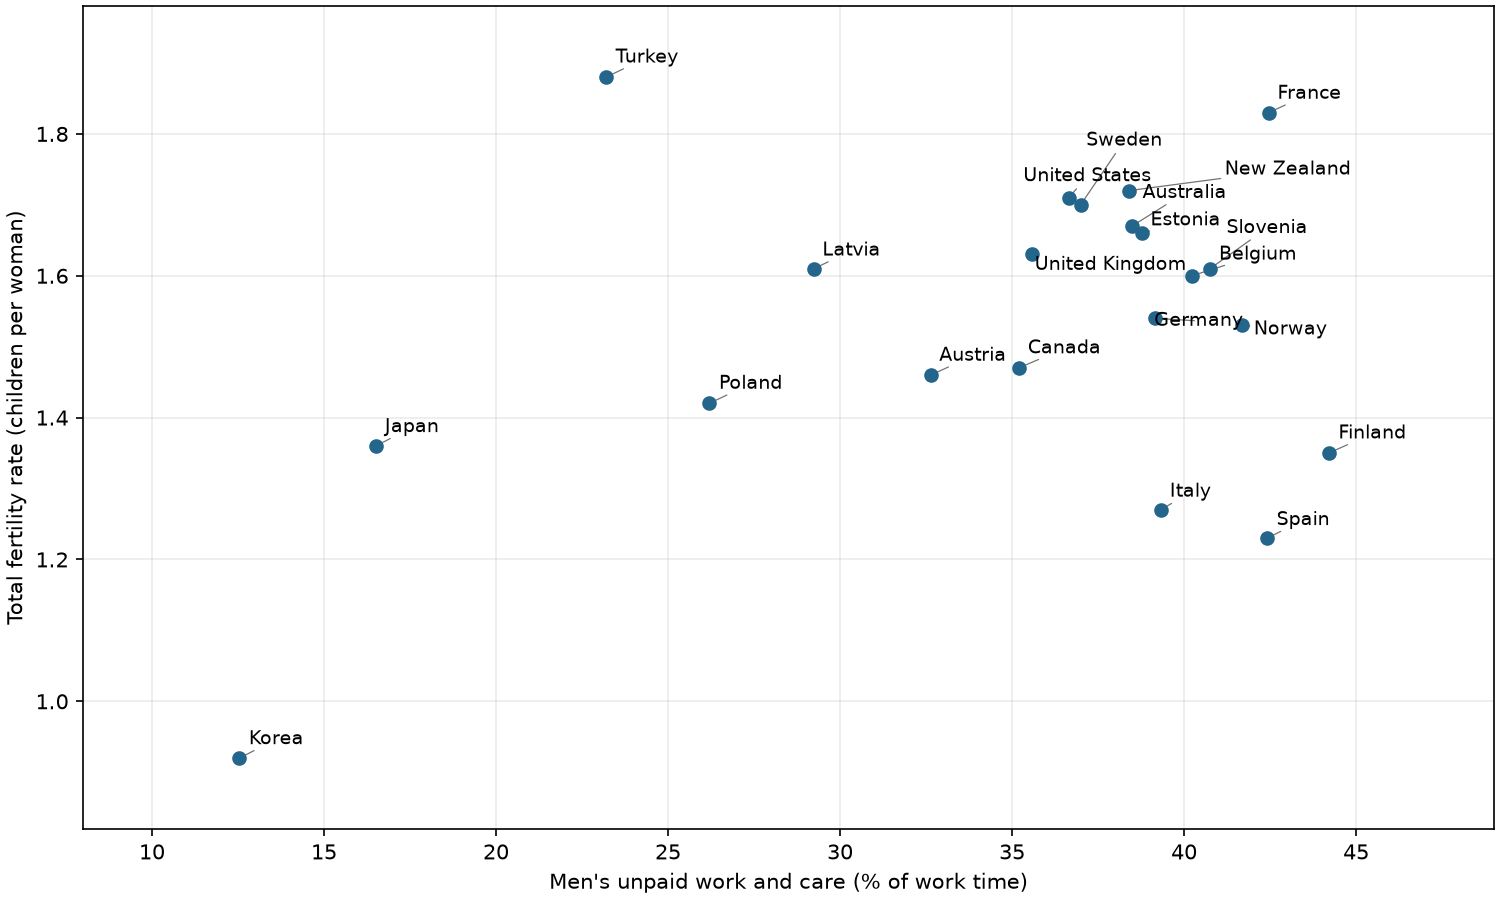 Turkey
France
Sweden
New Zealand
United States
Australia
Estonia
Slovenia
Latvia
Belgium
United Kingdom
Germany
Norway
Canada
Austria
Poland
Japan
Finland
Italy
Spain
Korea
1.8
1.6
1.4
1.2
1.0
Total fertility rate (children per woman)
10 15 20 25 30 35 40 45
Men's unpaid work and care (% of work time)